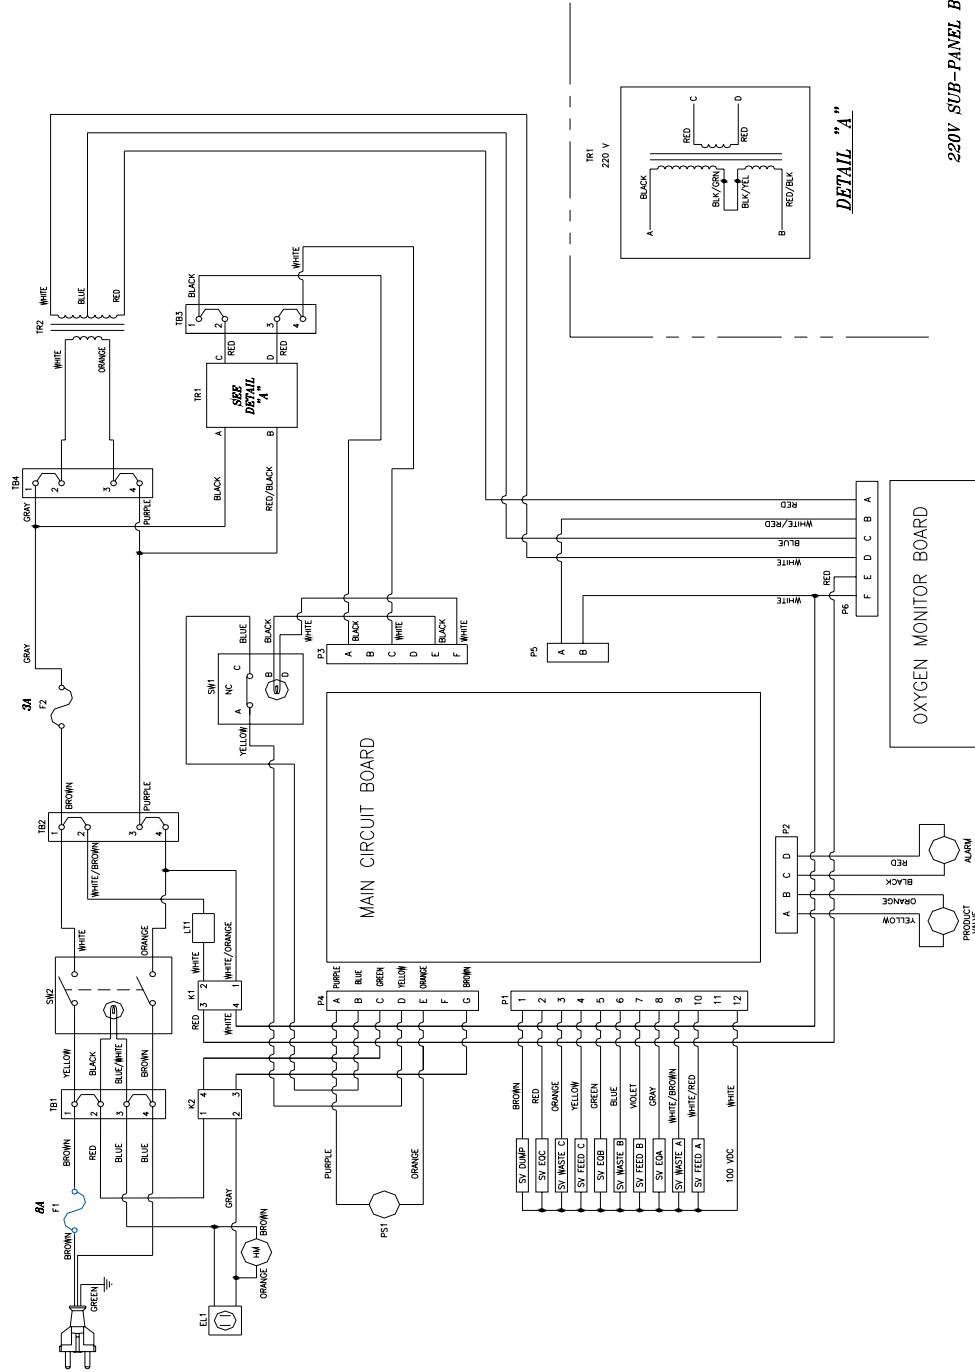 220V SUB-PANEL B
DETAIL "A"
TR1
220 V
A
BLACK
BLK/GRN
BLK/YEL
RED/BLK
B
RED
RED
C
D
WHITE
BLUE
RED
TR2
WHITE
ORANGE
TB4
1
2
3
4
GRAY
PURPLE
GRAY
3A
F2
BROWN
PURPLE
TB2
1
2
3
4
WHITE/BROWN
WHITE
ORANGE
SW2
YELLOW
BLACK
BLUE/WHITE
BROWN
TB1
1
2
3
4
BROWN
RED
BLUE
BLUE
8A
F1
BROWN
GREEN
BLACK
WHITE
TB3
1
2
3
4
RED
RED
C
D
TR1
SEE
DETAIL
"A"
A
B
BLACK
RED/BLACK
LT1
WHITE
WHITE/ORANGE
K1
3
2
4
1
RED
WHITE
K2
1
4
2
3
GRAY
BROWN
HM
ORANGE
EL1
SW1
NC
A
C
B
D
BLUE
BLACK
WHITE
YELLOW
P3
A
B
C
D
E
F
BLACK
WHITE
BLACK
WHITE
MAIN CIRCUIT BOARD
P4
A
B
C
D
E
F
G
PURPLE
BLUE
GREEN
YELLOW
ORANGE
BROWN
PURPLE
ORANGE
PS1
P1
1
2
3
4
5
6
7
8
9
10
11
12
BROWN
RED
ORANGE
YELLOW
GREEN
BLUE
VIOLET
GRAY
WHITE/BROWN
WHITE/RED
WHITE
SV DUMP
SV EQC
SV WASTE C
SV FEED C
SV EQB
SV WASTE B
SV FEED B
SV EQA
SV WASTE A
SV FEED A
100 VDC
P5
A
B
P6
A
B
C
D
E
F
RED
WHITE/RED
BLUE
WHITE
RED
WHITE
OXYGEN MONITOR BOARD
P2
A
B
C
D
RED
BLACK
ORANGE
YELLOW
ALARM
PRODUCT
VALVE